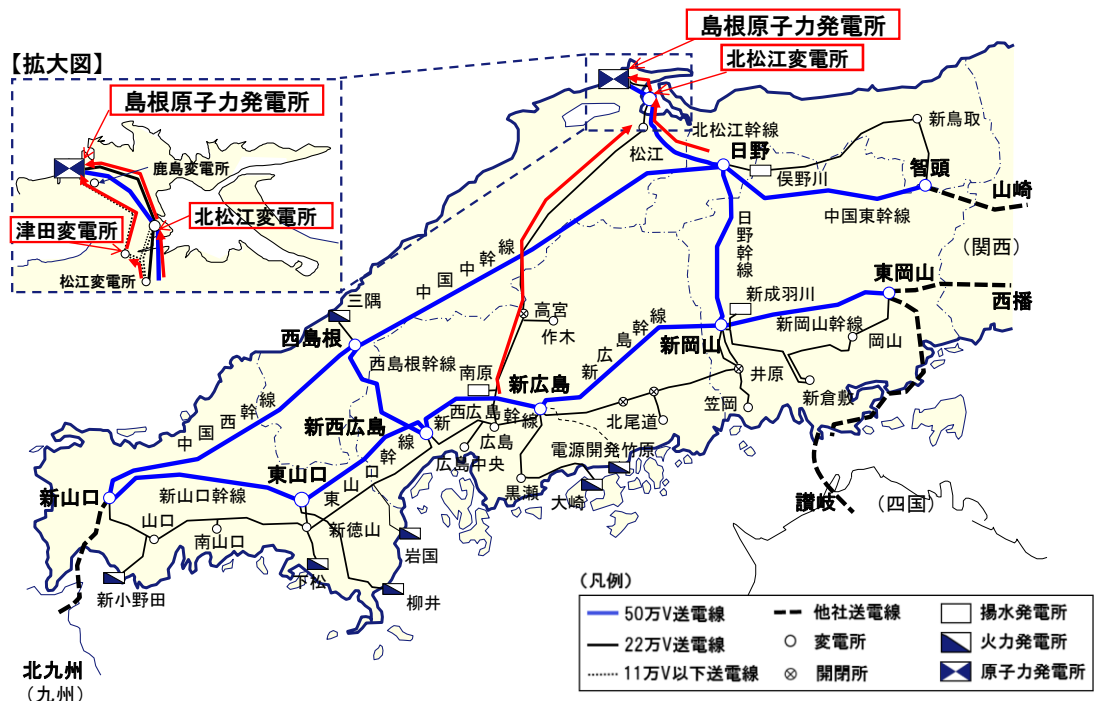 島根原子力発電所
北松江変電所
【拡大図】
島根原子力発電所
鹿島変電所
北松江変電所
津田変電所
松江変電所
松江
北松江幹線
日野
俣野川
新鳥取
智頭
山崎
中国東幹線
(関西)
日野幹線
東岡山
西播
新成羽川
新岡山幹線
岡山
新岡山
中国中幹線
高宮
作木
三隅
西島根
西島根幹線
南原
新広島
新広島幹線
井原
笠岡
新倉敷
北尾道
中国西幹線
新西広島
新西広島幹線
広島
広島中央
電源開発竹原
黒瀬
大崎
東山口
東山口幹線
新山口
新山口幹線
山口
南山口
新徳山
岩国
讃岐
(四国)
新小野田
下松
柳井
北九州
(九州)
(凡例)
50万V送電線
他社送電線
揚水発電所
22万V送電線
変電所
火力発電所
11万V以下送電線
開閉所
原子力発電所